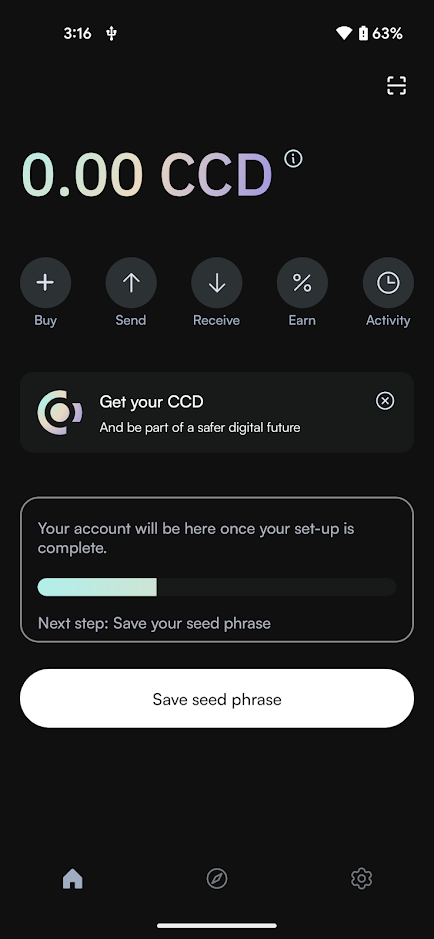 3:16
63%
0.00 CCD
Buy
Send
Receive
Earn
Activity
Get your CCD
And be part of a safer digital future
Your account will be here once your set-up is
complete.
Next step: Save your seed phrase
Save seed phrase